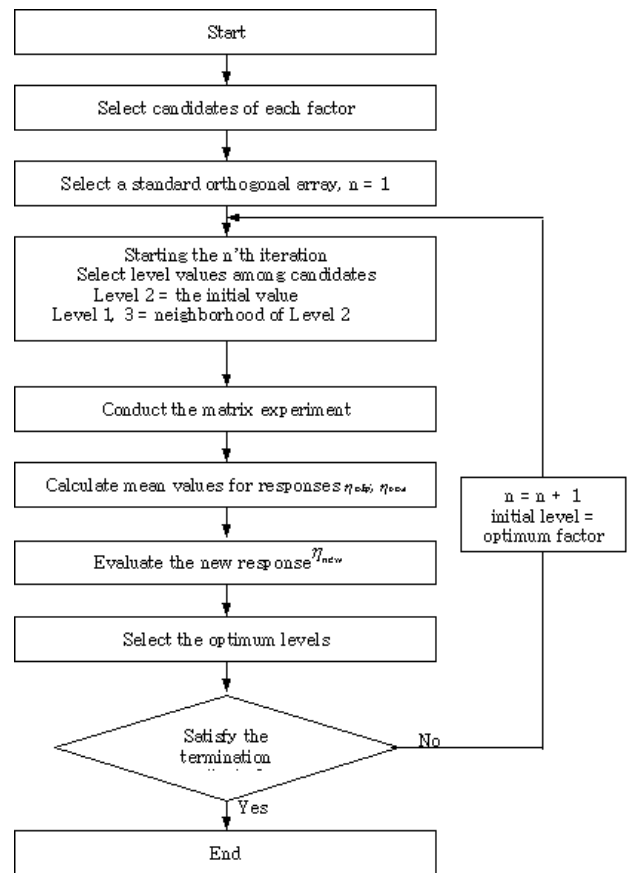 Start
Select candidates of each factor
Select a standard orthogonal array, n = 1
Starting the n'th iteration
Select level values among candidates
Level 2 = the initial value
Level 1, 3 = neighborhood of Level 2
Conduct the matrix experiment
Calculate mean values for responses
Evaluate the new response η new
Select the optimum levels
n = n + 1
initial level =
optimum factor
Satisfy the
termination
No
Yes
End